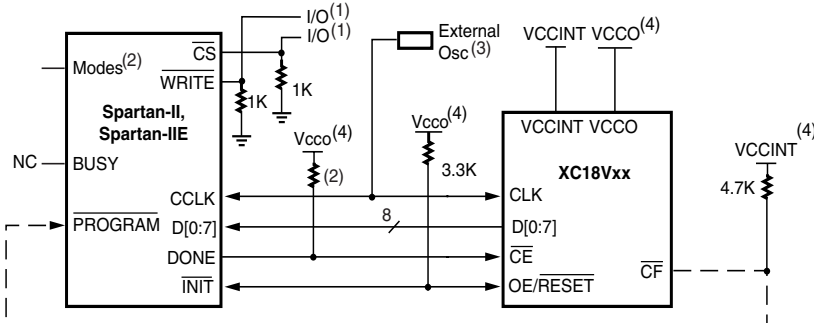 I/O(1)
I/O(1)
External
Osc(3)
VCCINT VCCO(4)
CS
Modes(2)
WRITE
1K
1K
Spartan-II,
Spartan-IIE
Vcco(4)
Vcco(4)
VCCINT VCCO
VCCINT(4)
NC
BUSY
(2)
3.3K
XC18Vxx
4.7K
CCLK
CLK
PROGRAM
D[0:7]
8
D[0:7]
DONE
CE
CF
INIT
OE/RESET